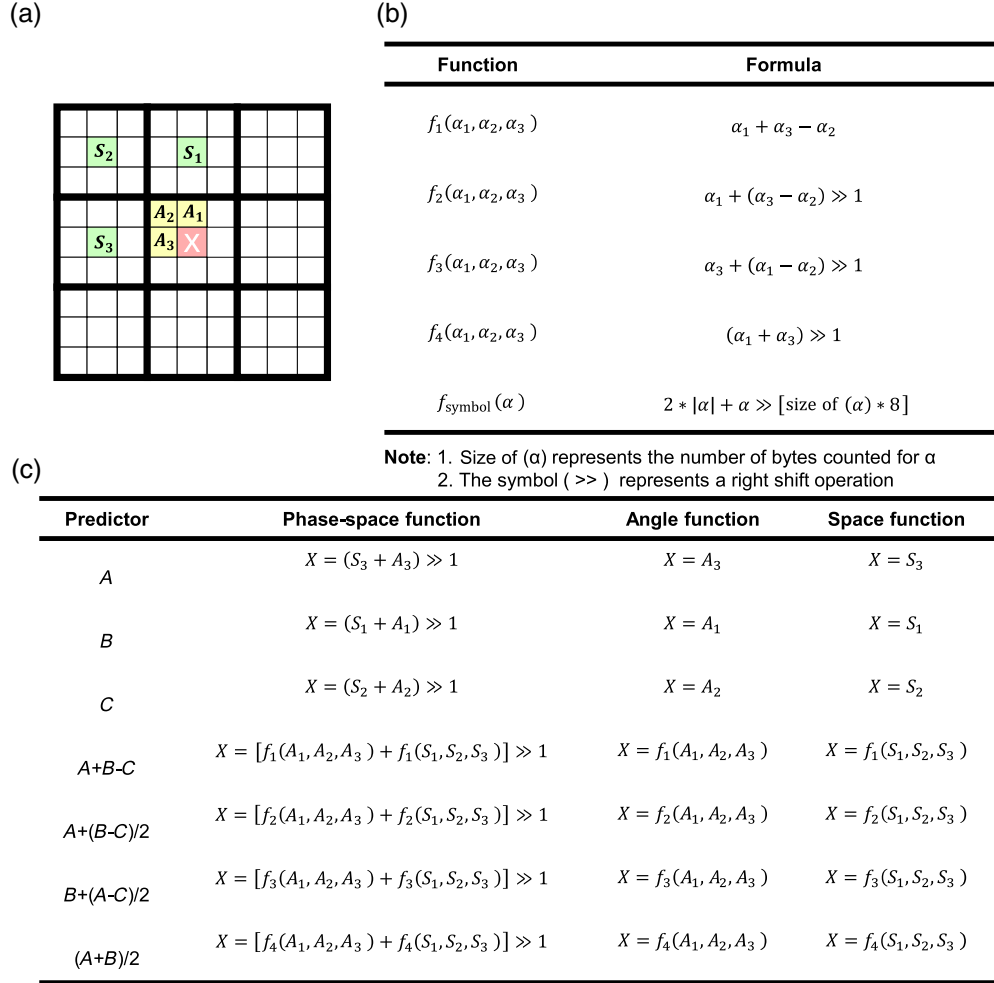 (a)
S₂ S₁
A₂ A₁
S₃ A₃ X
(b)
Function Formula
f₁(α₁, α₂, α₃) α₁ + α₃ − α₂
f₂(α₁, α₂, α₃) α₁ + (α₃ − α₂) ≫ 1
f₃(α₁, α₂, α₃) α₃ + (α₁ − α₂) ≫ 1
f₄(α₁, α₂, α₃) (α₁ + α₃) ≫ 1
f_symbol(α) 2 * |α| + α ≫ [size of (α) * 8]
Note: 1. Size of (α) represents the number of bytes counted for α
2. The symbol ( >> ) represents a right shift operation
(c)
Predictor Phase-space function Angle function Space function
A X = (S₃ + A₃) ≫ 1 X = A₃ X = S₃
B X = (S₁ + A₁) ≫ 1 X = A₁ X = S₁
C X = (S₂ + A₂) ≫ 1 X = A₂ X = S₂
A+B-C X = [f₁(A₁, A₂, A₃ ) + f₁(S₁, S₂, S₃ )] ≫ 1 X = f₁(A₁, A₂, A₃ ) X = f₁(S₁, S₂, S₃ )
A+(B-C)/2 X = [f₂(A₁, A₂, A₃ ) + f₂(S₁, S₂, S₃ )] ≫ 1 X = f₂(A₁, A₂, A₃ ) X = f₂(S₁, S₂, S₃ )
B+(A-C)/2 X = [f₃(A₁, A₂, A₃ ) + f₃(S₁, S₂, S₃ )] ≫ 1 X = f₃(A₁, A₂, A₃ ) X = f₃(S₁, S₂, S₃ )
(A+B)/2 X = [f₄(A₁, A₂, A₃ ) + f₄(S₁, S₂, S₃ )] ≫ 1 X = f₄(A₁, A₂, A₃ ) X = f₄(S₁, S₂, S₃ )